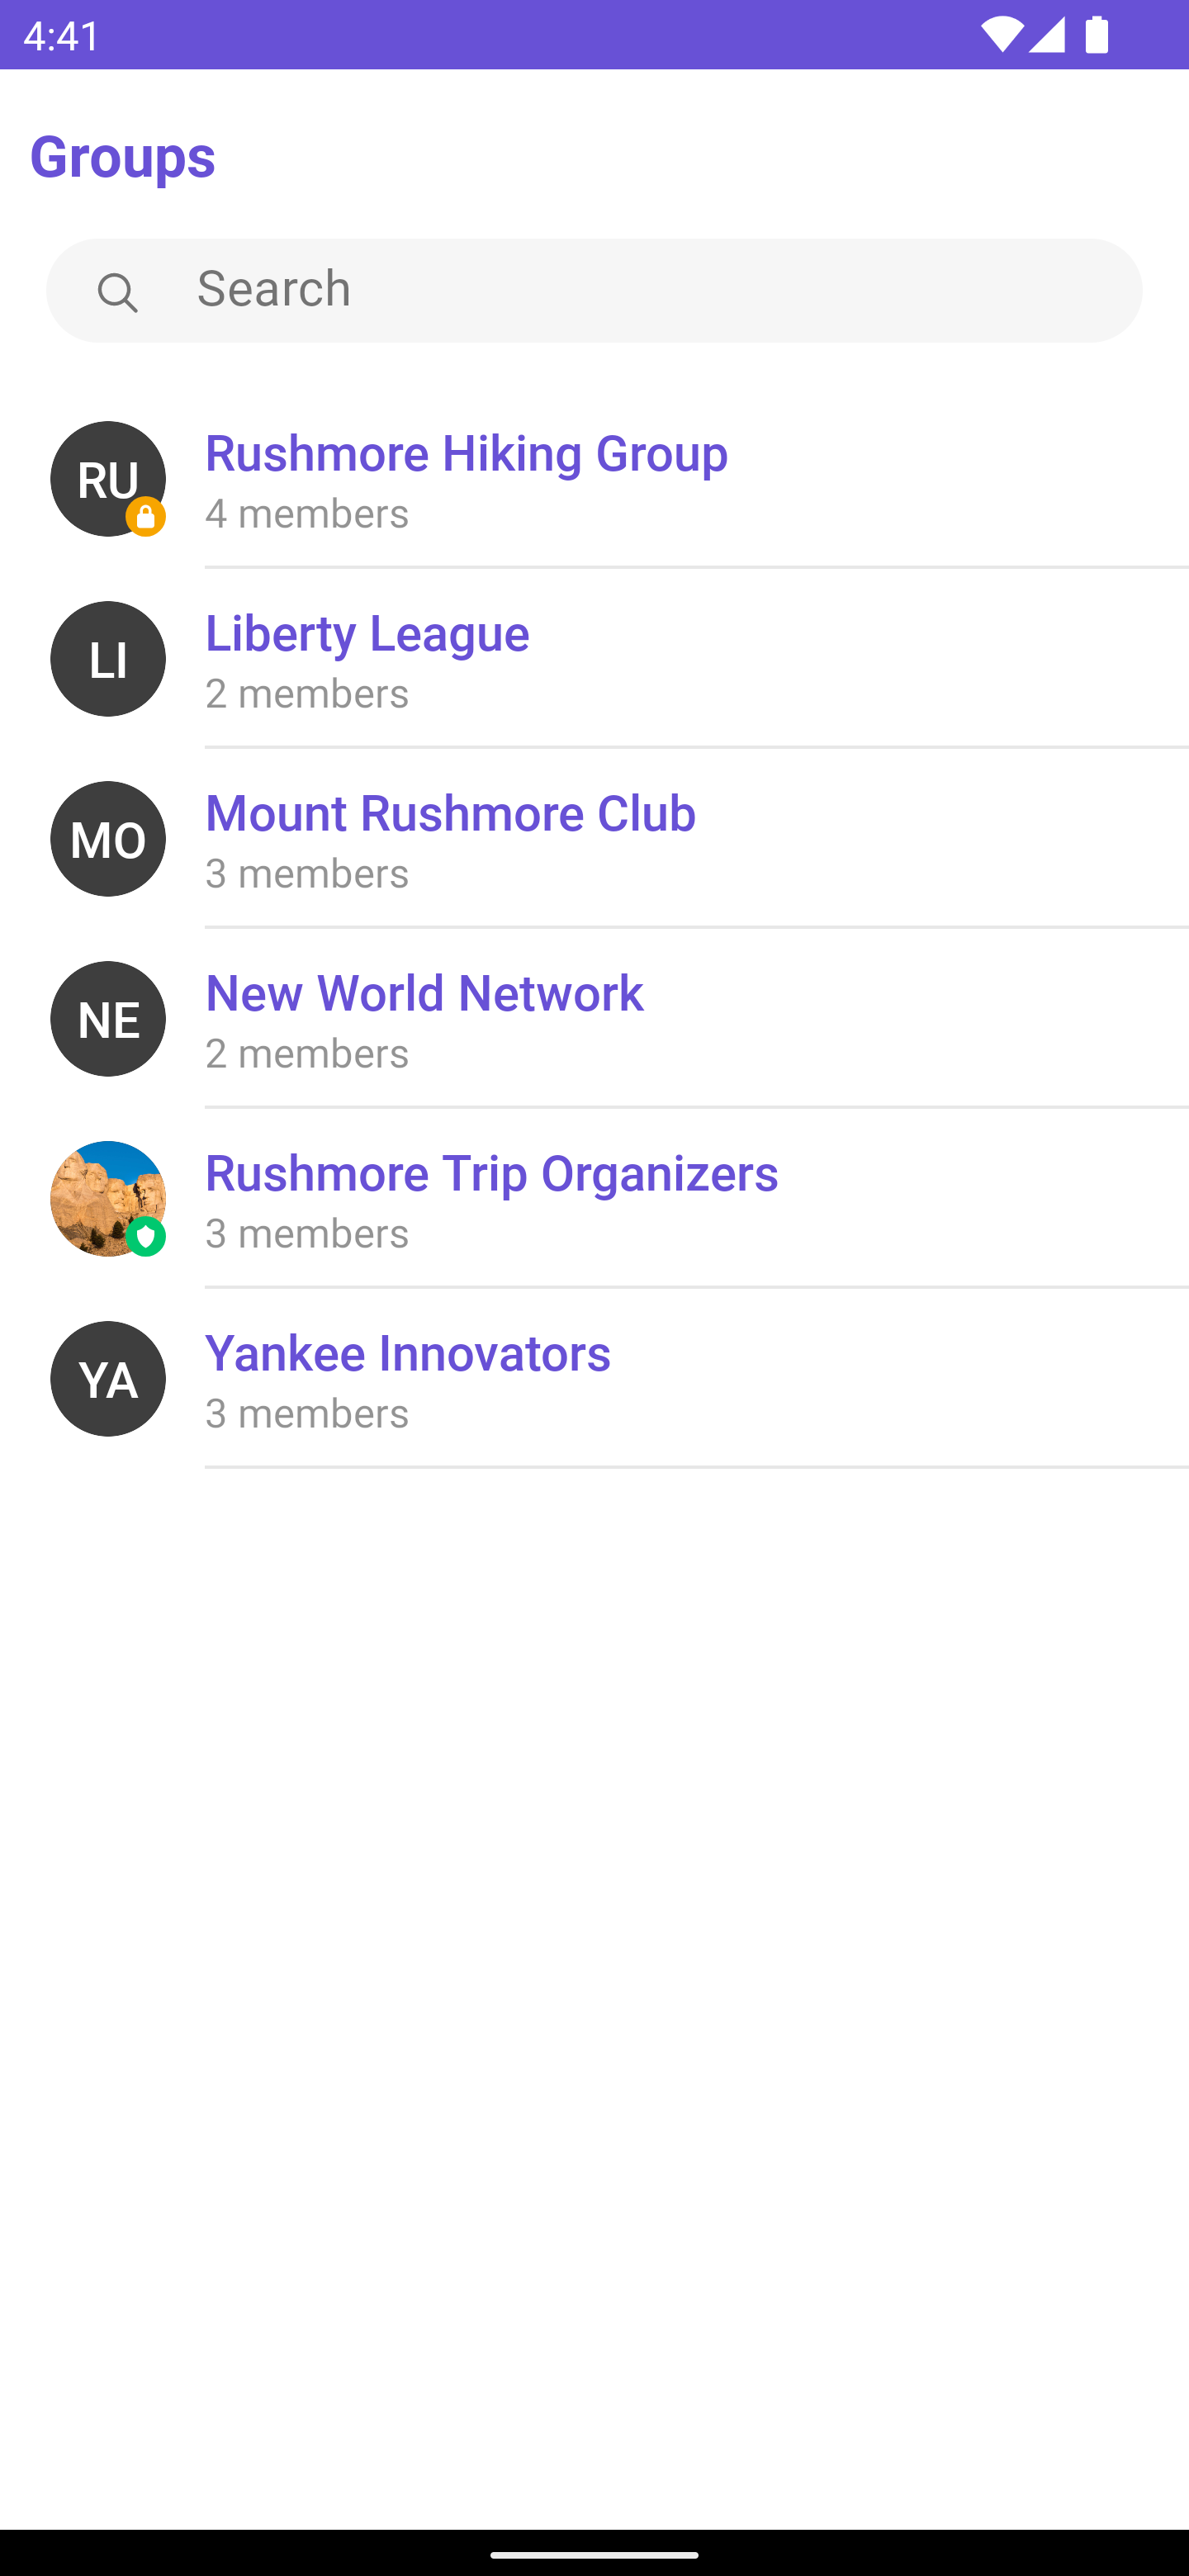 4:41
Groups
Search
RU
Rushmore Hiking Group
4 members
LI
Liberty League
2 members
MO
Mount Rushmore Club
3 members
NE
New World Network
2 members
Rushmore Trip Organizers
3 members
YA
Yankee Innovators
3 members